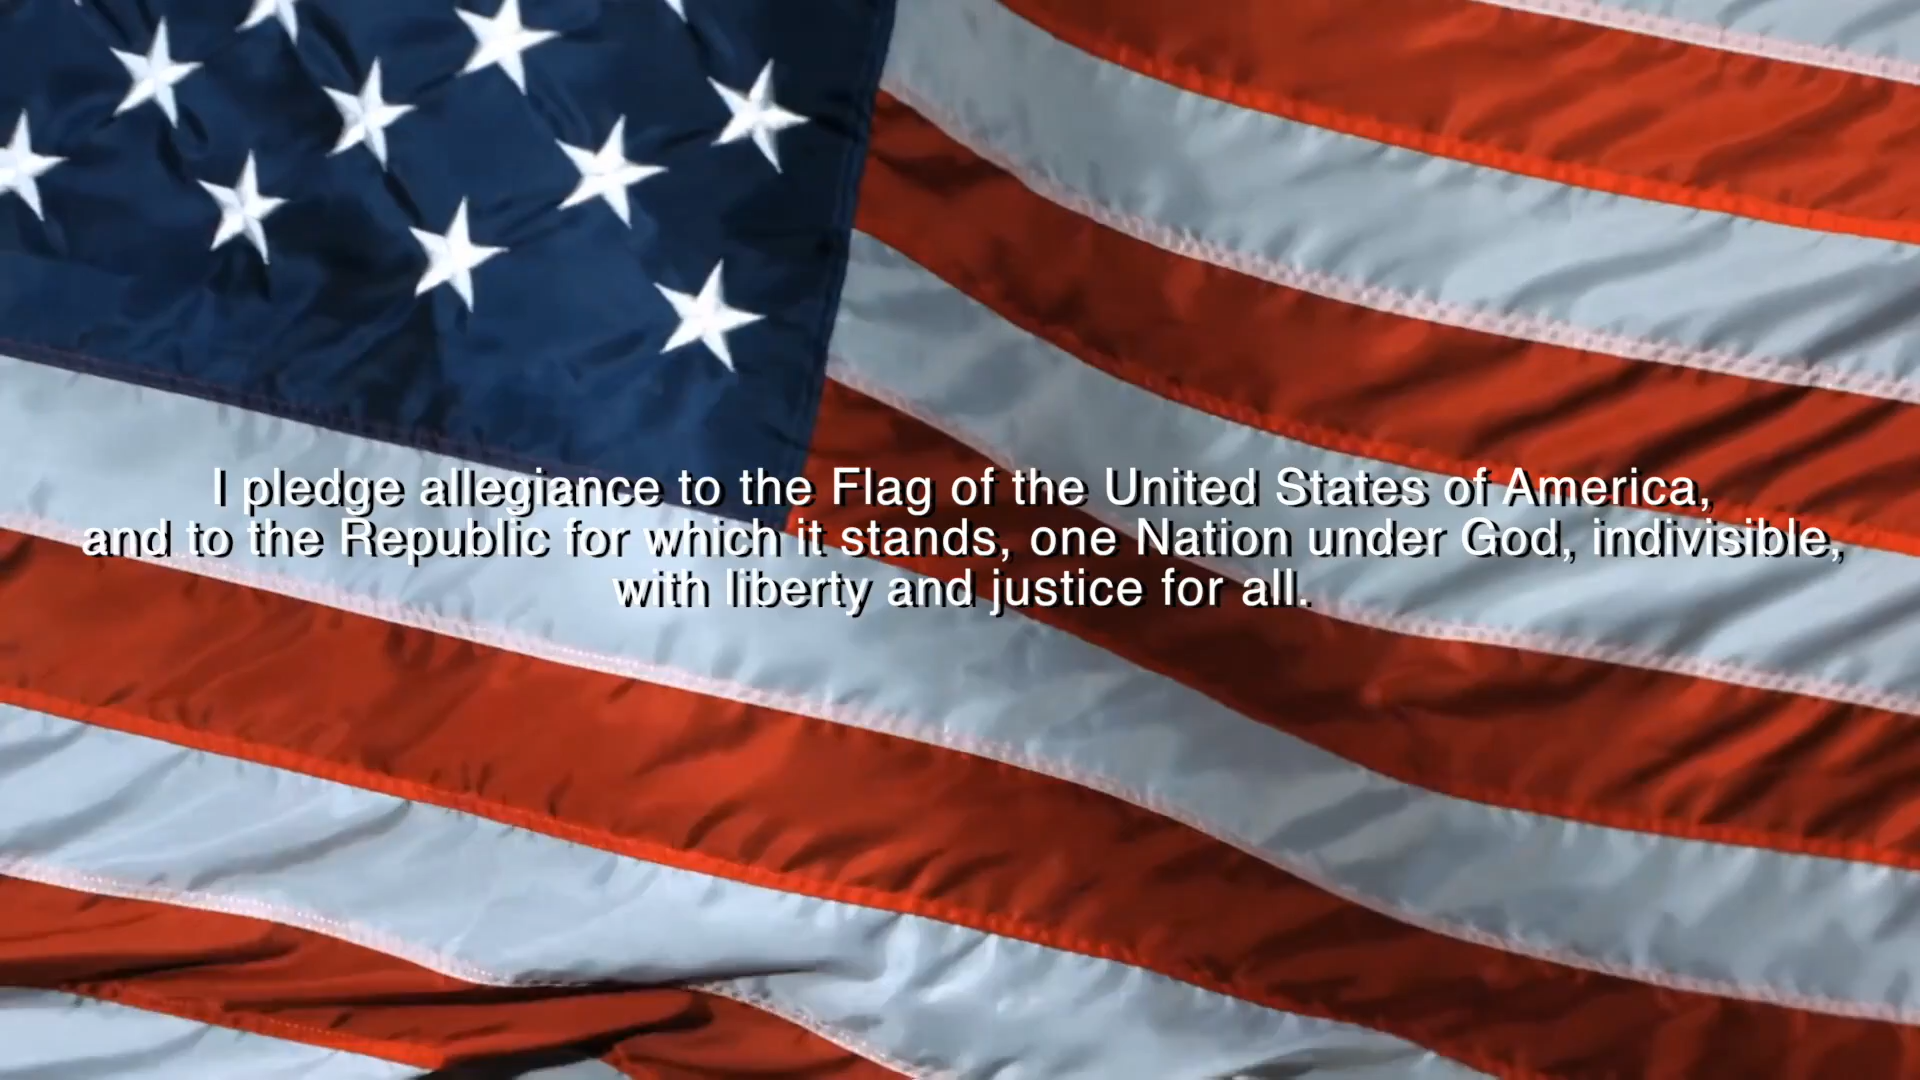 I pledge allegiance to the Flag of the United States of America,
and to the Republic for which it stands, one Nation under God, indivisible,
with liberty and justice for all.